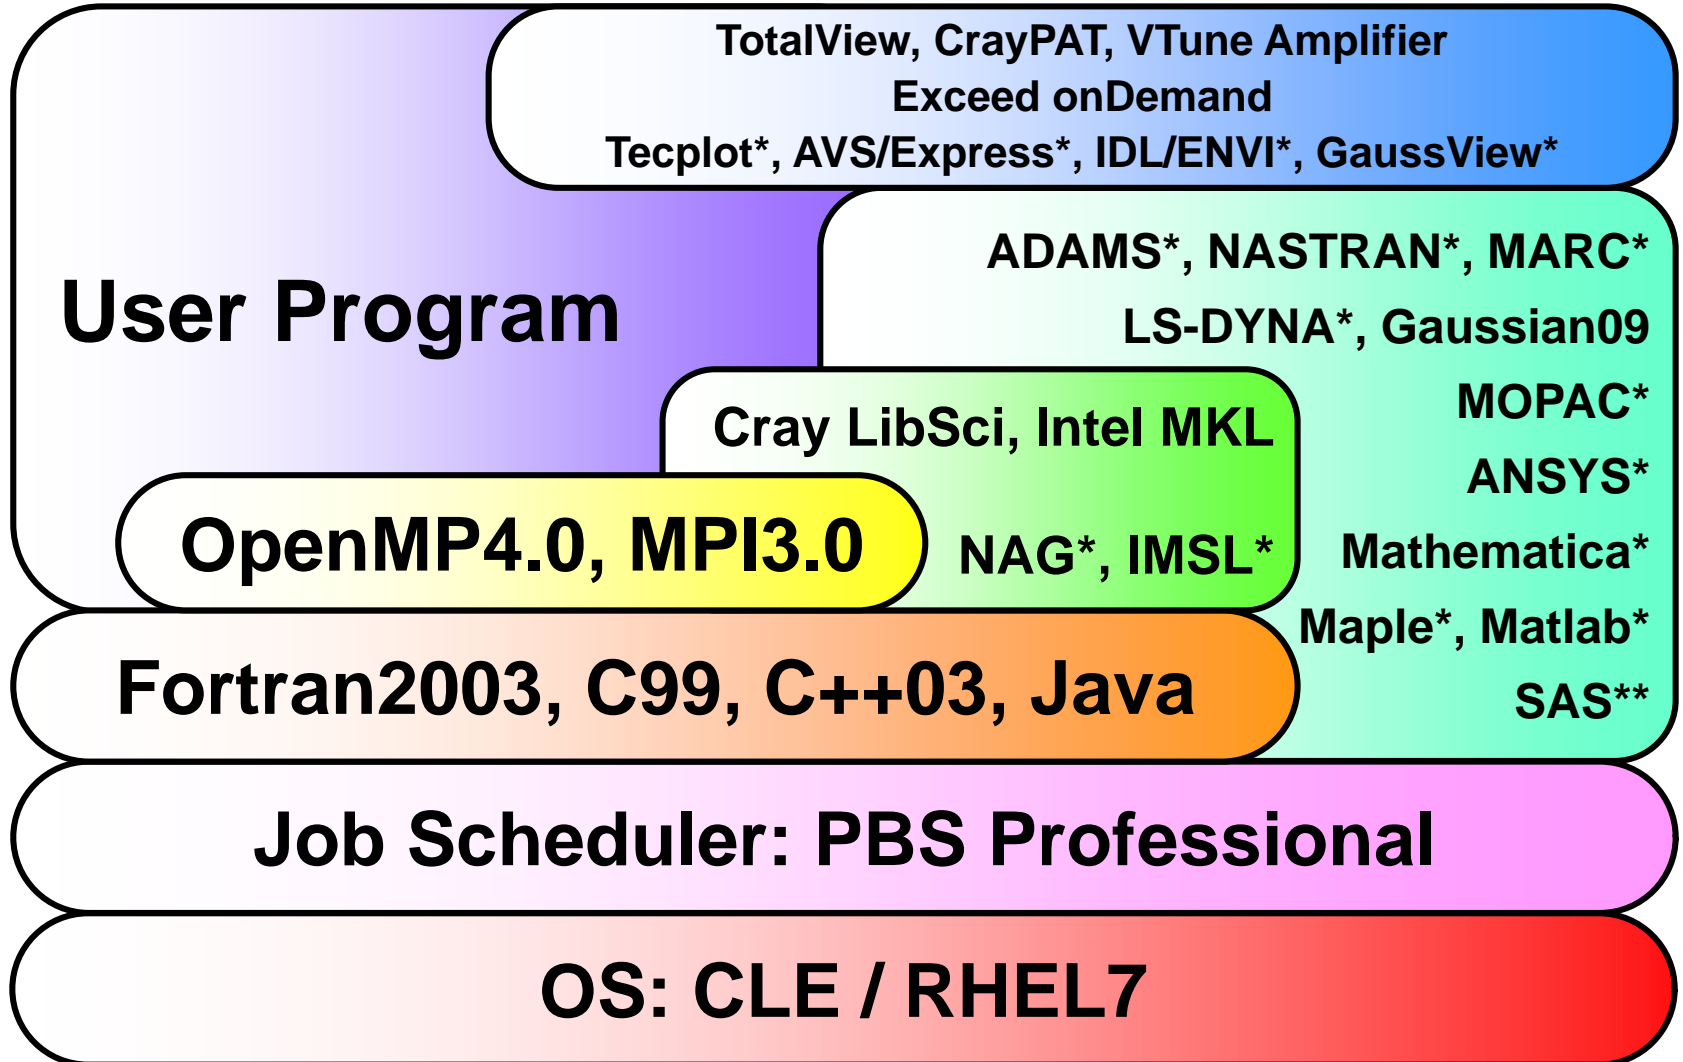 TotalView, CrayPAT, VTune Amplifier
Exceed onDemand
Tecplot*, AVS/Express*, IDL/ENVI*, GaussView*
User Program
ADAMS*, NASTRAN*, MARC*
LS-DYNA*, Gaussian09
MOPAC*
ANSYS*
Mathematica*
Maple*, Matlab*
SAS**
Cray LibSci, Intel MKL
NAG*, IMSL*
OpenMP4.0, MPI3.0
Fortran2003, C99, C++03, Java
Job Scheduler: PBS Professional
OS: CLE / RHEL7